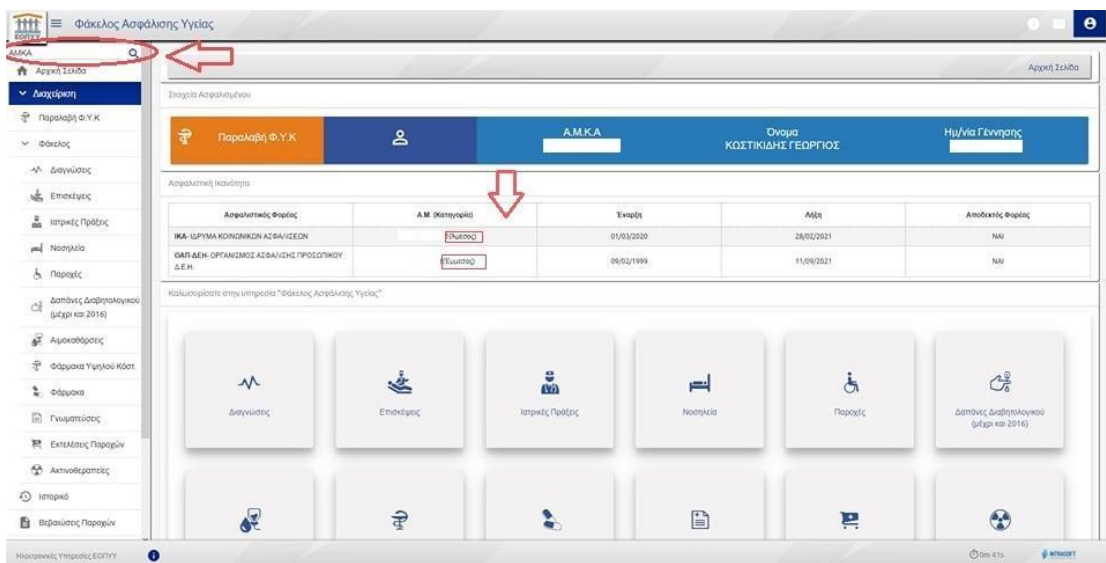 ΕΟΠΥΥ
Φάκελος Ασφάλισης Υγείας
ΑΜΚΑ
Αρχική Σελίδα
Διαχείριση
Παραλαβή Φ.Υ.Κ
Φάκελος
Διαγνώσεις
Επισκέψεις
Ιατρικές Πράξεις
Νοσηλεία
Παροχές
Δαπάνες Διαβητολογικού
(μέχρι και 2016)
Αιμοκαθάρσεις
Φάρμακα Υψηλού Κόστ.
Φάρμακα
Γνωματεύσεις
Εκτελέσεις Παροχών
Ακτινοθεραπείες
Ιστορικό
Βεβαιώσεις Παροχών
Αρχική Σελίδα
Στοιχεία Ασφαλισμένου
Παραλαβή Φ.Υ.Κ
Α.Μ.Κ.Α
Όνομα
ΚΩΣΤΙΚΙΔΗΣ ΓΕΩΡΓΙΟΣ
Ημ/νία Γέννησης
Ασφαλιστική Ικανότητα
Ασφαλιστικός Φορέας Α.Μ. (Κατηγορία) Έναρξη Λήξη Αποδεκτός Φορέας
ΙΚΑ- ΙΔΡΥΜΑ ΚΟΙΝΩΝΙΚΩΝ ΑΣΦΑΛΙΣΕΩΝ (Άμεσος) 01/03/2020 28/02/2021 ΝΑΙ
ΟΑΠ-ΔΕΗ- ΟΡΓΑΝΙΣΜΟΣ ΑΣΦΑΛΙΣΗΣ ΠΡΟΣΩΠΙΚΟΥ
Δ.Ε.Η. (Έμμεσος) 09/02/1999 11/09/2021 ΝΑΙ
Καλωσορίσατε στην υπηρεσία "Φάκελος Ασφάλισης Υγείας"
Διαγνώσεις
Επισκέψεις
Ιατρικές Πράξεις
Νοσηλεία
Παροχές
Δαπάνες Διαβητολογικού
(μέχρι και 2016)
Ηλεκτρονικές Υπηρεσίες ΕΟΠΥΥ
0m 41s
INTRASOFT